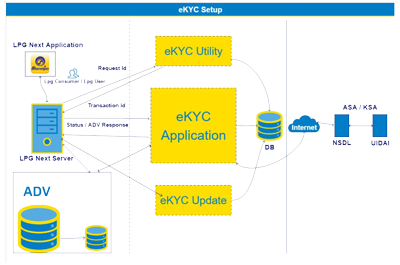 eKYC Setup
LPG Next Application
Request Id
Lpg Consumer / Lpg User
eKYC Utility
Transaction Id
Status / ADV Response
LPG Next Server
eKYC
Application
DB
Internet
ASA / KSA
NSDL
UIDAI
ADV
eKYC Update